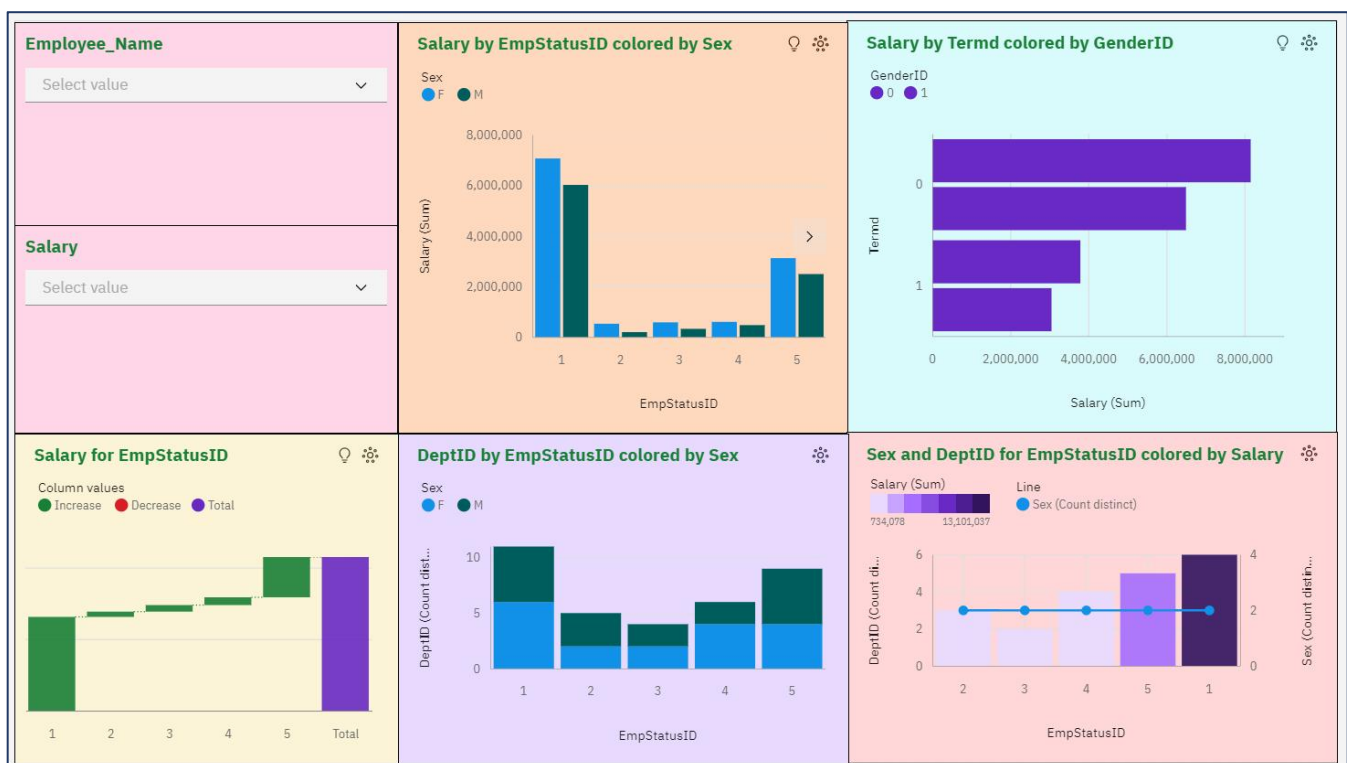 Employee_Name
Select value
Salary
Select value
Salary by EmpStatusID colored by Sex
Sex
F M
8,000,000
6,000,000
4,000,000
2,000,000
0
Salary (Sum)
1 2 3 4 5
EmpStatusID
Salary by Termd colored by GenderID
GenderID
0 1
Termd
0
1
0 2,000,000 4,000,000 6,000,000 8,000,000
Salary (Sum)
Salary for EmpStatusID
Column values
Increase Decrease Total
1 2 3 4 5 Total
DeptID by EmpStatusID colored by Sex
Sex
F M
10
5
0
DeptID (Count dist...
1 2 3 4 5
EmpStatusID
Sex and DeptID for EmpStatusID colored by Salary
Salary (Sum) Line
Sex (Count distinct)
734,078 13,101,037
6 4
4
2 2
0 0
DeptID (Count di...
Sex (Count distin...
2 3 4 5 1
EmpStatusID